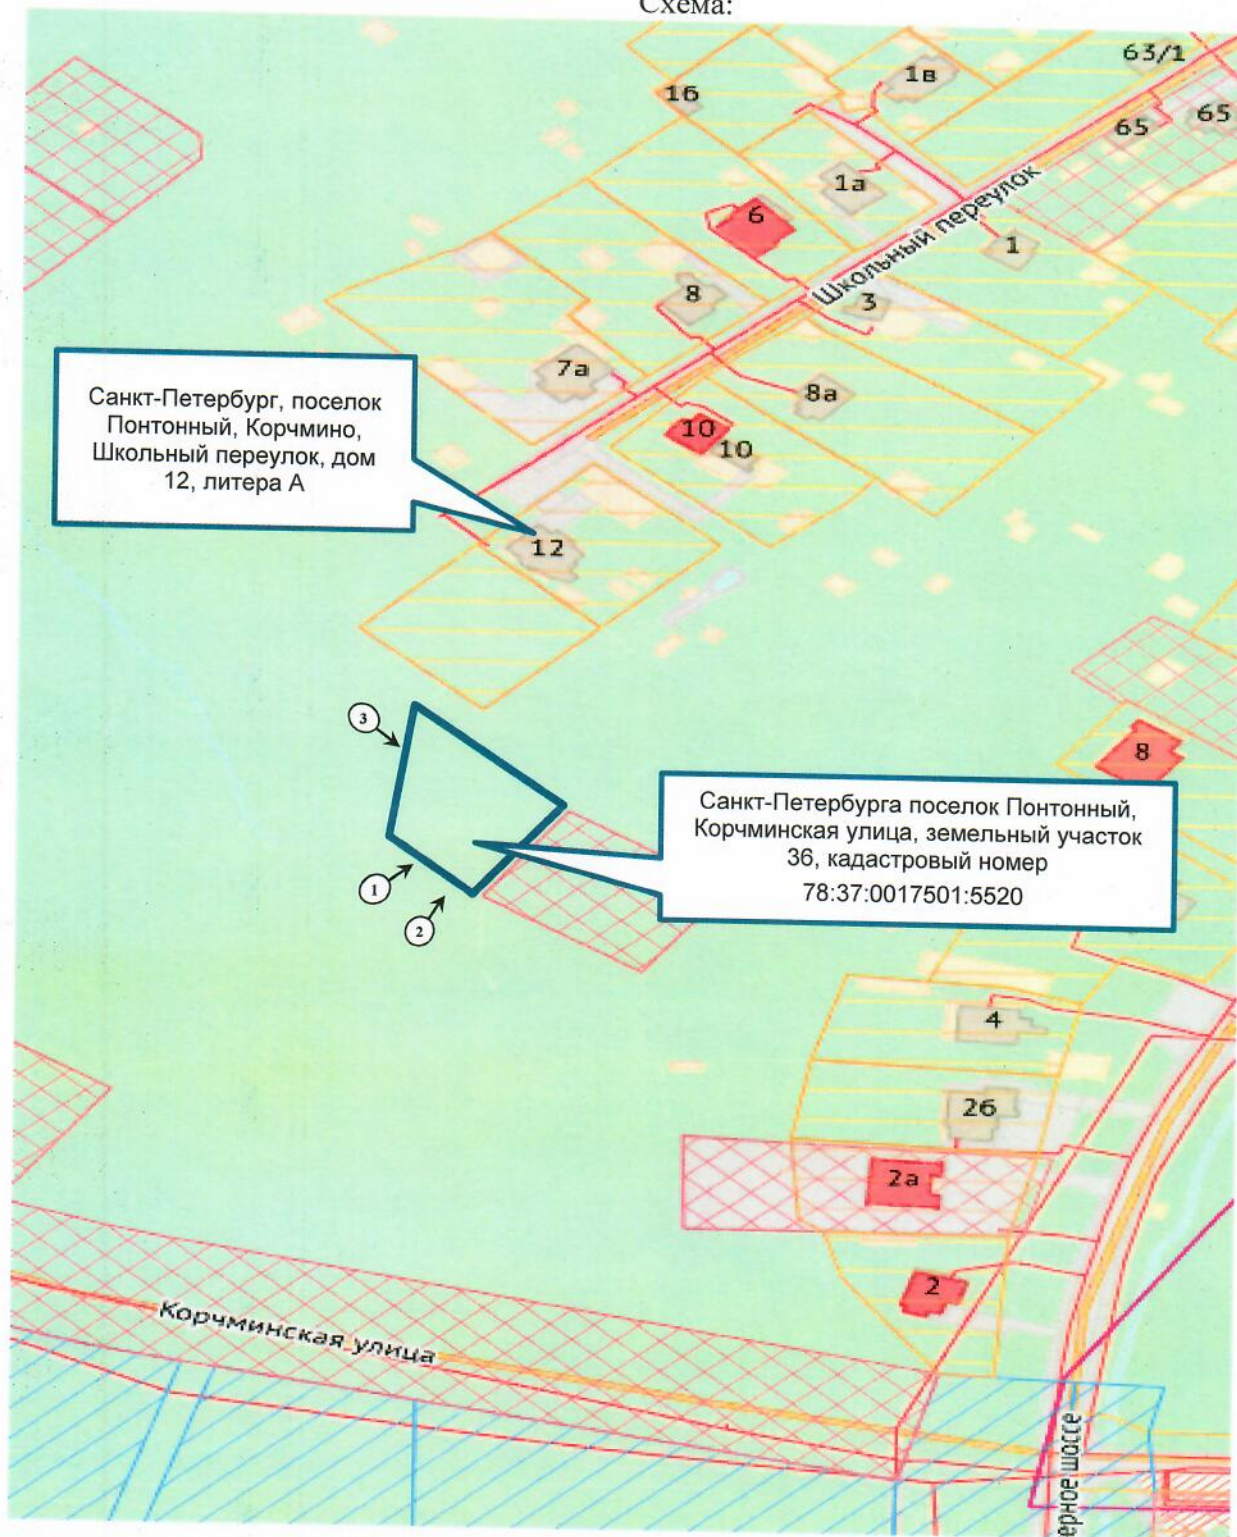 Схема:
63/1
1в
16
65
65
1а
Школьный переулок
6
1
8
3
7а
8а
10
10
Санкт-Петербург, поселок
Понтонный, Корчмино,
Школьный переулок, дом
12, литера А
12
3
8
Санкт-Петербурга поселок Понтонный,
Корчминская улица, земельный участок
36, кадастровый номер
78:37:0017501:5520
1
2
4
26
2а
2
Корчминская улица
ерное шоссе